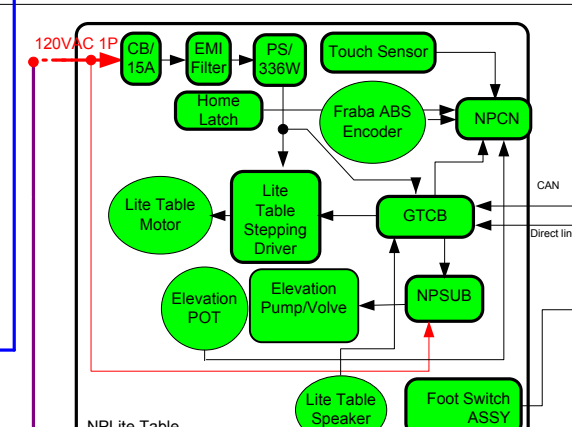 120VAC 1P
CB/
15A
EMI
Filter
PS/
336W
Touch Sensor
Home
Latch
Fraba ABS
Encoder
NPCN
CAN
Lite Table
Motor
Lite
Table
Stepping
Driver
GTCB
Direct lin
Elevation
POT
Elevation
Pump/Volve
NPSUB
Lite Table
Speaker
Foot Switch
ASSY
NPLite Table